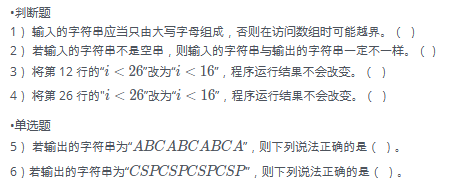 •判断题
1） 输入的字符串应当只由大写字母组成，否则在访问数组时可能越界。（ ）
2） 若输入的字符串不是空串，则输入的字符串与输出的字符串一定不一样。（ ）
3） 将第 12 行的“i < 26”改为“i < 16”，程序运行结果不会改变。（ ）
4） 将第 26 行的"i < 26”改为“i < 16”，程序运行结果不会改变。（ ）
•单选题
5） 若输出的字符串为“ABCABCABCA”，则下列说法正确的是（ ）。
6）若输出的字符串为“CSPCSPCSPCSP”，则下列说法正确的是（ ）。